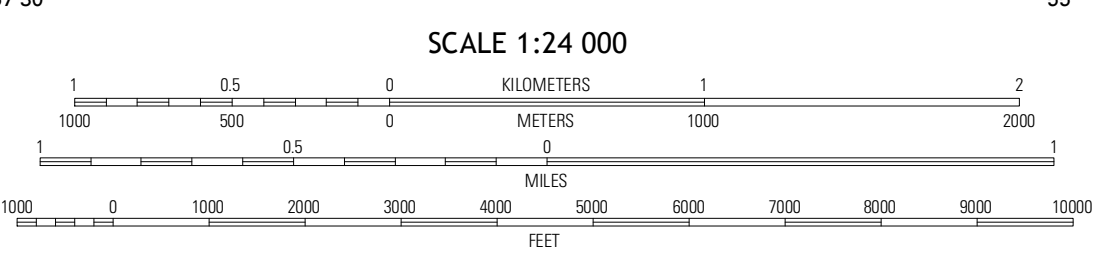 SCALE 1:24 000
1 0.5 0 KILOMETERS 1 2
1000 500 0 METERS 1000 2000
1 0.5 0 1
MILES
1000 0 1000 2000 3000 4000 5000 6000 7000 8000 9000 10000
FEET